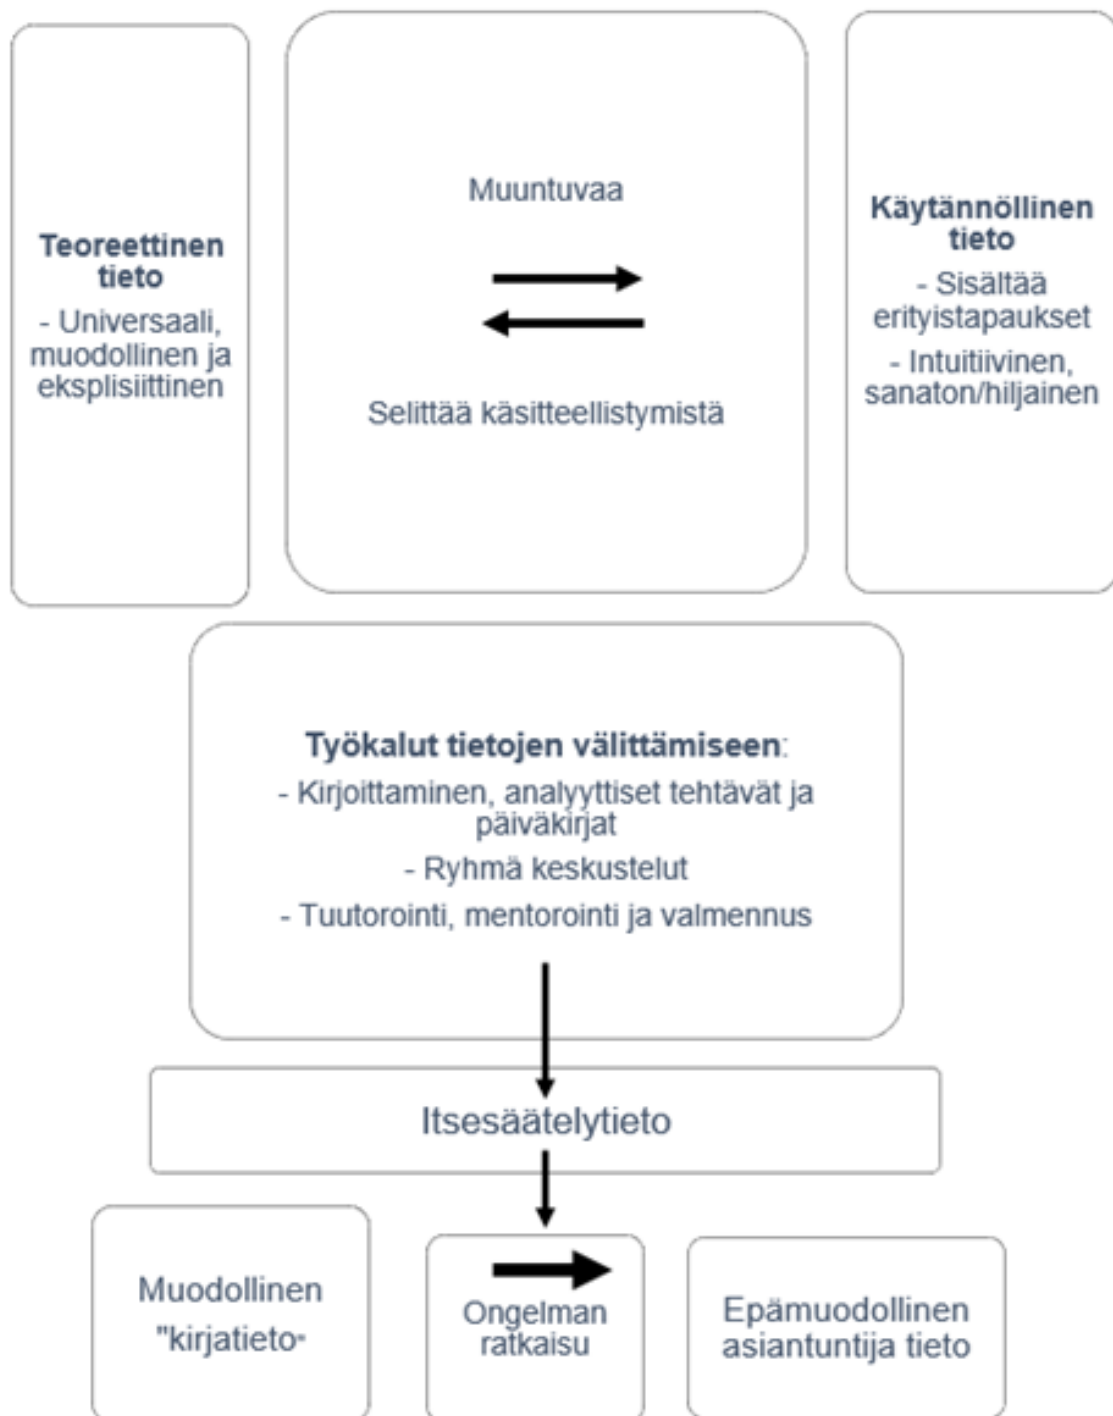 Teoreettinen
tieto
- Universaali,
muodollinen ja
eksplisiittinen
Muuntuvaa
Selittää käsitteellistymistä
Käytännöllinen
tieto
- Sisältää
erityistapaukset
- Intuitiivinen,
sanaton/hiljainen
Työkalut tietojen välittämiseen:
- Kirjoittaminen, analyyttiset tehtävät ja
päiväkirjat
- Ryhmä keskustelut
- Tuutorointi, mentorointi ja valmennus
Itsesäätelytieto
Muodollinen
"kirjatieto"
Ongelman
ratkaisu
Epämuodollinen
asiantuntija tieto